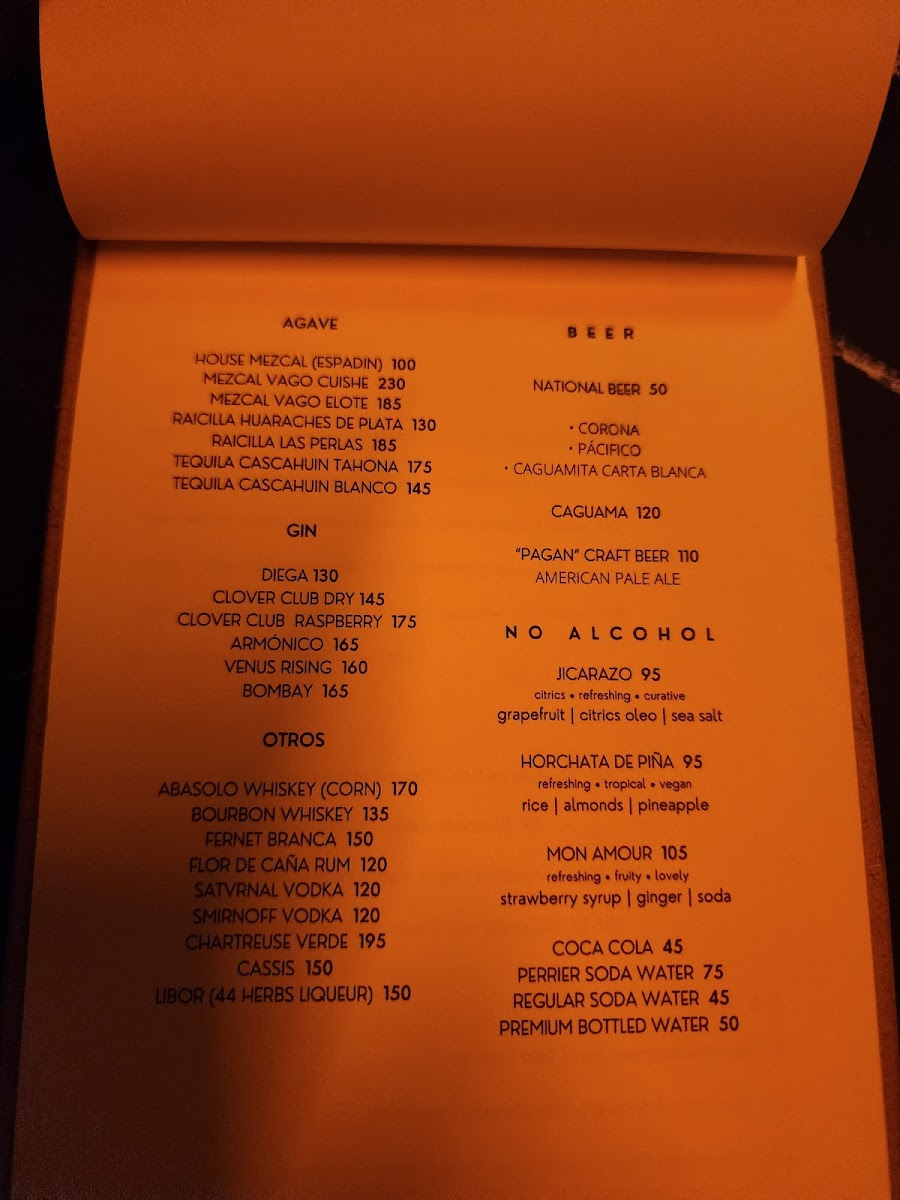 AGAVE
HOUSE MEZCAL (ESPADIN) 100
MEZCAL VAGO CUISHE 230
MEZCAL VAGO ELOTE 185
RAICILLA HUARACHES DE PLATA 130
RAICILLA LAS PERLAS 185
TEQUILA CASCAHUIN TAHONA 175
TEQUILA CASCAHUIN BLANCO 145
GIN
DIEGA 130
CLOVER CLUB DRY 145
CLOVER CLUB RASPBERRY 175
ARMÓNICO 165
VENUS RISING 160
BOMBAY 165
OTROS
ABASOLO WHISKEY (CORN) 170
BOURBON WHISKEY 135
FERNET BRANCA 150
FLOR DE CAÑA RUM 120
SATVRNAL VODKA 120
SMIRNOFF VODKA 120
CHARTREUSE VERDE 195
CASSIS 150
LIBOR (44 HERBS LIQUEUR) 150
BEER
NATIONAL BEER 50
• CORONA
• PÁCIFICO
• CAGUAMITA CARTA BLANCA
CAGUAMA 120
“PAGAN” CRAFT BEER 110
AMERICAN PALE ALE
NO ALCOHOL
JICARAZO 95
citrics • refreshing • curative
grapefruit | citrics oleo | sea salt
HORCHATA DE PIÑA 95
refreshing • tropical • vegan
rice | almonds | pineapple
MON AMOUR 105
refreshing • fruity • lovely
strawberry syrup | ginger | soda
COCA COLA 45
PERRIER SODA WATER 75
REGULAR SODA WATER 45
PREMIUM BOTTLED WATER 50